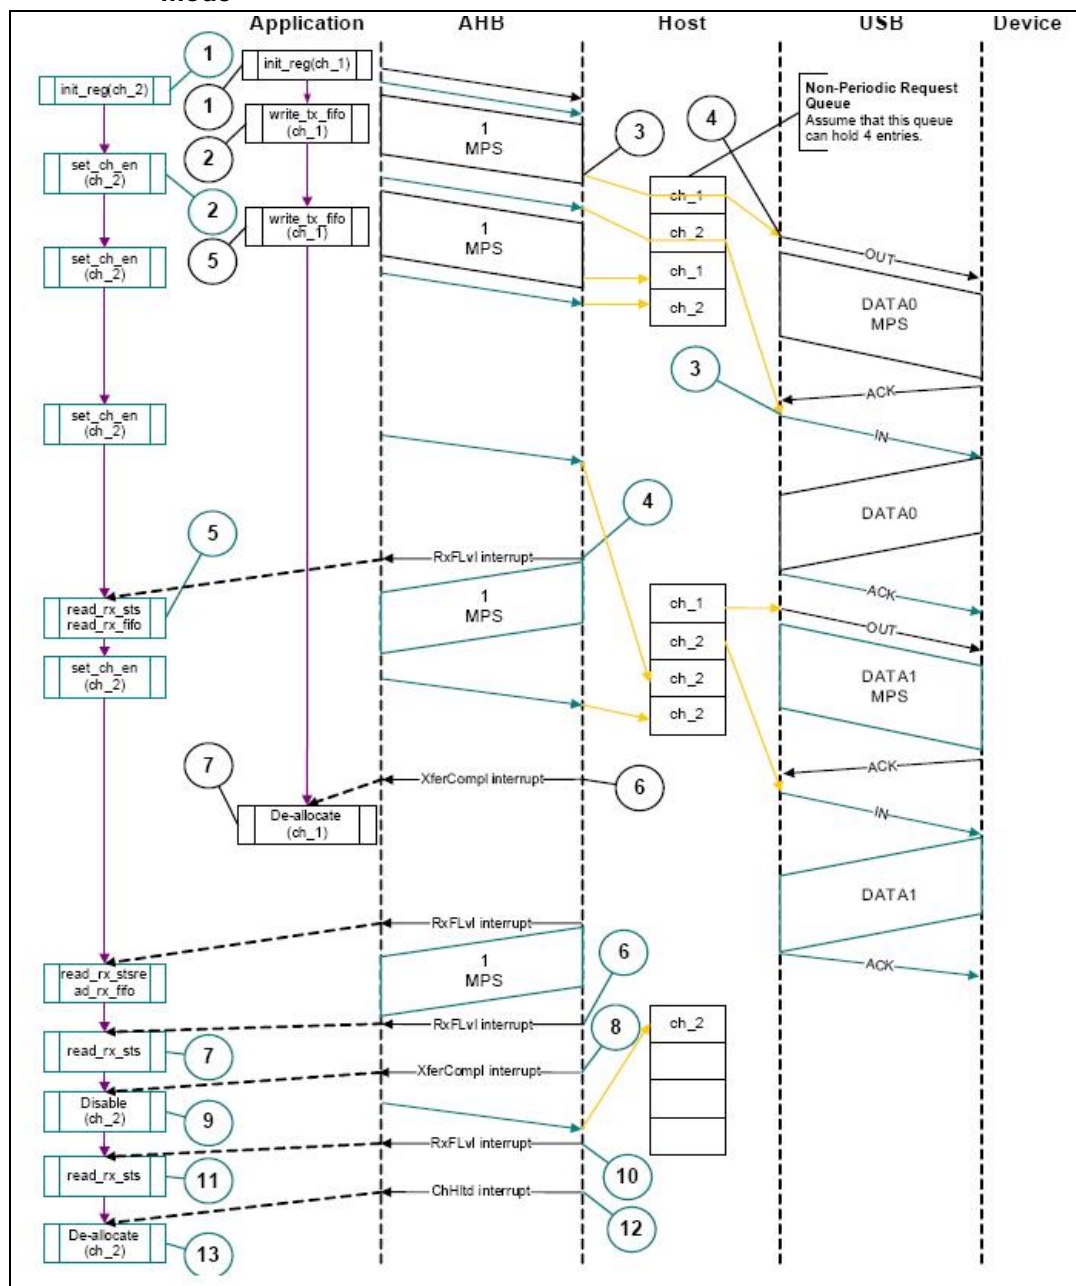 Mode
Application AHB Host USB Device
1
init_reg(ch_1)
init_reg(ch_2)
1
Non-Periodic Request
Queue
Assume that this queue
can hold 4 entries.
write_tx_fifo
(ch_1)
2
1
MPS
3
4
set_ch_en
(ch_2)
2
ch_1
write_tx_fifo
(ch_1)
5
1
MPS
ch_2
set_ch_en
(ch_2)
ch_1
ch_2
OUT
DATA0
MPS
3
ACK
set_ch_en
(ch_2)
IN
4
DATA0
5
RxFLvl interrupt
read_rx_sts
read_rx_fifo
1
MPS
ch_1
ch_2
ch_2
ch_2
ACK
OUT
set_ch_en
(ch_2)
DATA1
MPS
7
XferCompl interrupt
6
ACK
De-allocate
(ch_1)
IN
DATA1
RxFLvl interrupt
6
ACK
read_rx_stsre
ad_rx_fifo
1
MPS
RxFLvl interrupt
8
ch_2
read_rx_sts
7
XferCompl interrupt
Disable
(ch_2)
9
RxFLvl interrupt
read_rx_sts
11
10
ChHltd interrupt
12
De-allocate
(ch_2)
13